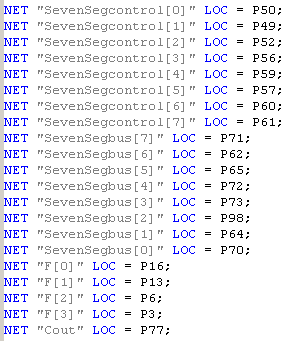 NET "SevenSegcontrol[0]" LOC = P50;
NET "SevenSegcontrol[1]" LOC = P49;
NET "SevenSegcontrol[2]" LOC = P52;
NET "SevenSegcontrol[3]" LOC = P56;
NET "SevenSegcontrol[4]" LOC = P59;
NET "SevenSegcontrol[5]" LOC = P57;
NET "SevenSegcontrol[6]" LOC = P60;
NET "SevenSegcontrol[7]" LOC = P61;
NET "SevenSegbus[7]" LOC = P71;
NET "SevenSegbus[6]" LOC = P62;
NET "SevenSegbus[5]" LOC = P65;
NET "SevenSegbus[4]" LOC = P72;
NET "SevenSegbus[3]" LOC = P73;
NET "SevenSegbus[2]" LOC = P98;
NET "SevenSegbus[1]" LOC = P64;
NET "SevenSegbus[0]" LOC = P70;
NET "F[0]" LOC = P16;
NET "F[1]" LOC = P13;
NET "F[2]" LOC = P6;
NET "F[3]" LOC = P3;
NET "Cout" LOC = P77;